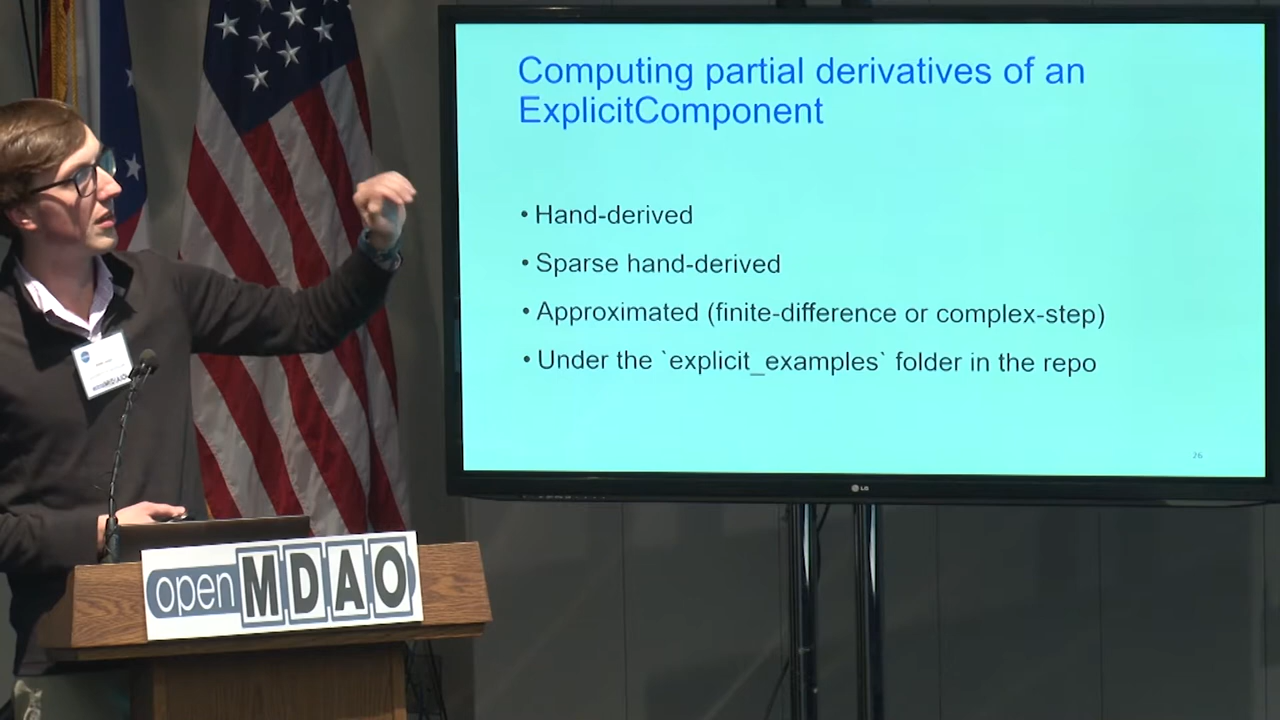 Computing partial derivatives of an
ExplicitComponent
• Hand-derived
• Sparse hand-derived
• Approximated (finite-difference or complex-step)
• Under the `explicit_examples` folder in the repo
26
LG
openMDAO